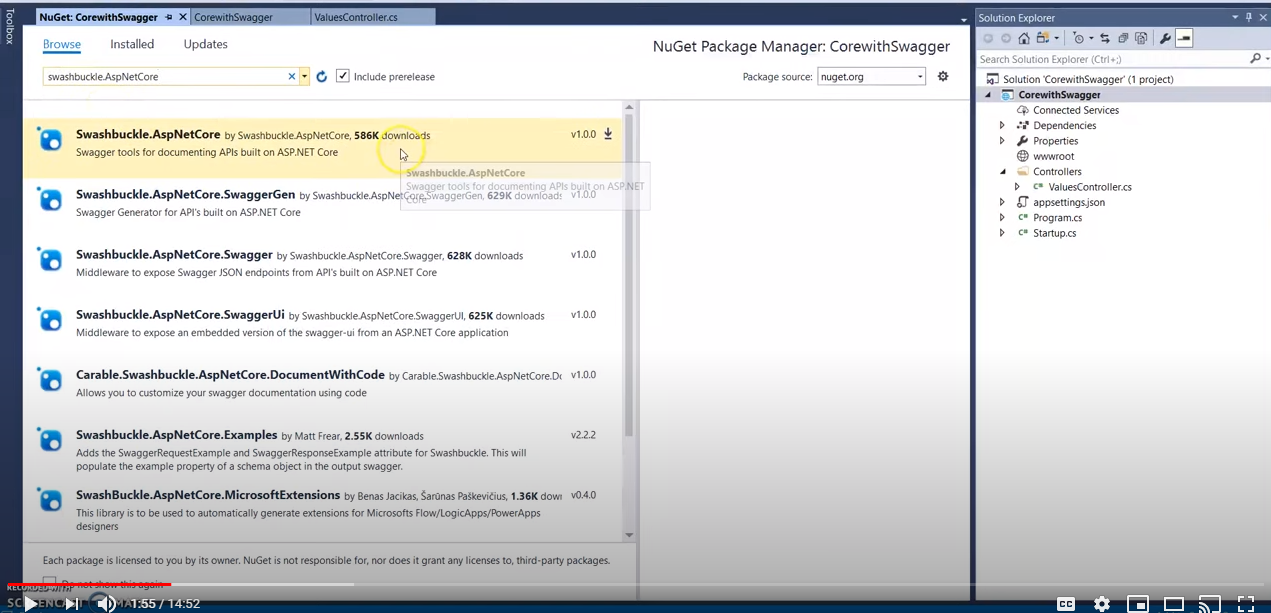 Toolbox
NuGet: CorewithSwagger
CorewithSwagger
ValuesController.cs
Browse
Installed
Updates
NuGet Package Manager: CorewithSwagger
swashbuckle.AspNetCore
Include prerelease
Package source:
nuget.org
Swashbuckle.AspNetCore by Swashbuckle.AspNetCore, 586K downloads
v1.0.0
Swagger tools for documenting APIs built on ASP.NET Core
Swashbuckle.AspNetCore
Swagger tools for documenting APIs built on ASP.NET
Core
Swashbuckle.AspNetCore.SwaggerGen by Swashbuckle.AspNetCore.SwaggerGen, 629K downloads
v1.0.0
Swagger Generator for API's built on ASP.NET Core
Swashbuckle.AspNetCore.Swagger by Swashbuckle.AspNetCore.Swagger, 628K downloads
v1.0.0
Middleware to expose Swagger JSON endpoints from API's built on ASP.NET Core
Swashbuckle.AspNetCore.SwaggerUi by Swashbuckle.AspNetCore.SwaggerUI, 625K downloads
v1.0.0
Middleware to expose an embedded version of the swagger-ui from an ASP.NET Core application
Carable.Swashbuckle.AspNetCore.DocumentWithCode by Carable.Swashbuckle.AspNetCore.Dc
v1.0.0
Allows you to customize your swagger documentation using code
Swashbuckle.AspNetCore.Examples by Matt Frear, 2.55K downloads
v2.2.2
Adds the SwaggerRequestExample and SwaggerResponseExample attribute for Swashbuckle. This will
populate the example property of a schema object in the output swagger.
SwashBuckle.AspNetCore.MicrosoftExtensions by Benas Jacikas, Šarūnas Paškevičius, 1.36K dow
v0.4.0
This library is to be used to automatically generate extensions for Microsofts Flow/LogicApps/PowerApps
designers
Each package is licensed to you by its owner. NuGet is not responsible for, nor does it grant any licenses to, third-party packages.
Do not show this again
RECORDED WITH
1:55 / 14:52
CC
Solution Explorer
Search Solution Explorer (Ctrl+;)
Solution 'CorewithSwagger' (1 project)
CorewithSwagger
Connected Services
Dependencies
Properties
wwwroot
Controllers
C# ValuesController.cs
appsettings.json
C# Program.cs
C# Startup.cs